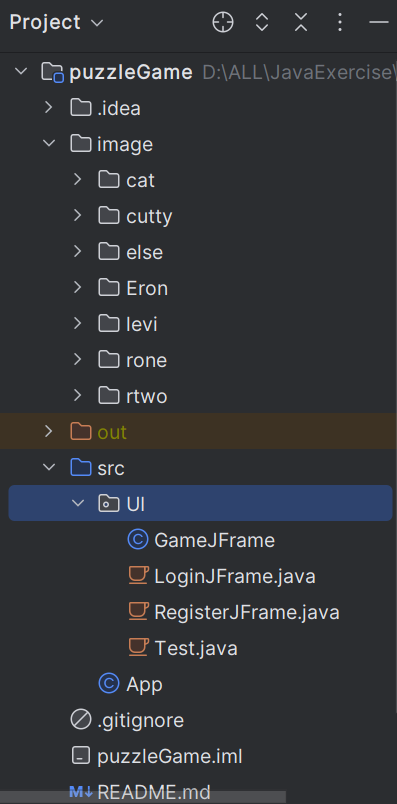 Project
puzzleGame D:\ALL\JavaExercise\
.idea
image
cat
cutty
else
Eron
levi
rone
rtwo
out
src
UI
GameJFrame
LoginJFrame.java
RegisterJFrame.java
Test.java
App
.gitignore
puzzleGame.iml
M↓ README.md